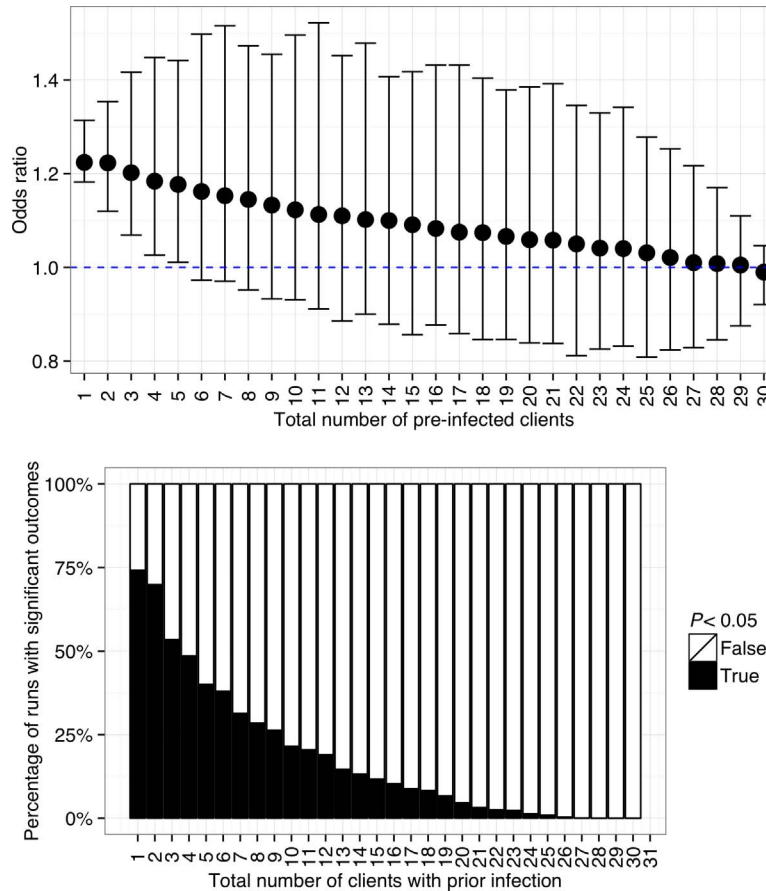 Odds ratio
1.4
1.2
1.0
0.8
1 2 3 4 5 6 7 8 9 10 11 12 13 14 15 16 17 18 19 20 21 22 23 24 25 26 27 28 29 30
Total number of pre-infected clients
Percentage of runs with significant outcomes
100%
75%
50%
25%
0%
1 2 3 4 5 6 7 8 9 10 11 12 13 14 15 16 17 18 19 20 21 22 23 24 25 26 27 28 29 30 31
Total number of clients with prior infection
P< 0.05
False
True